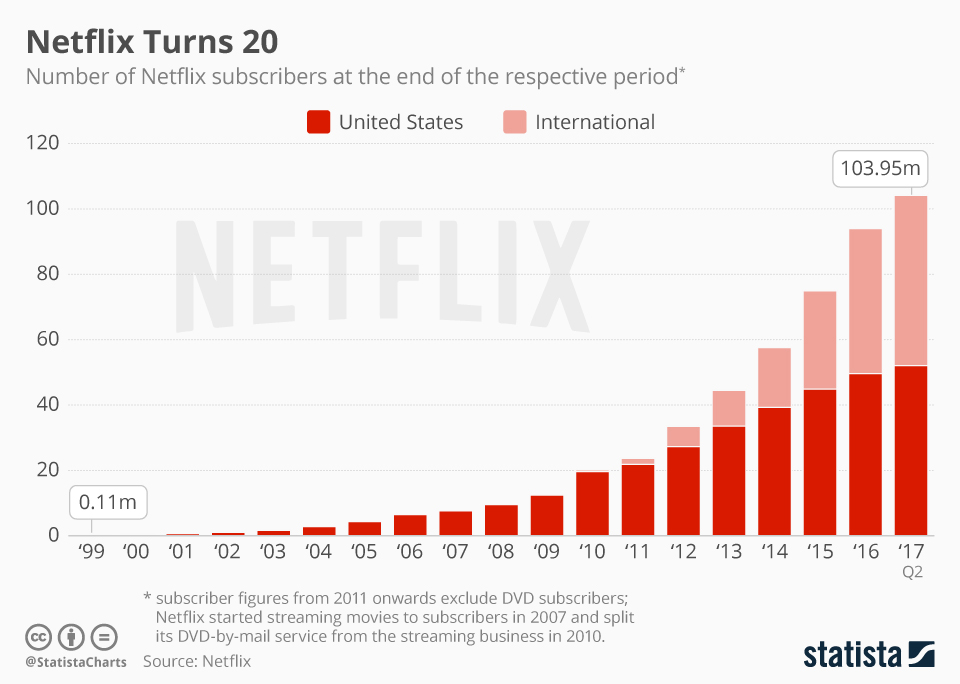 Netflix Turns 20
Number of Netflix subscribers at the end of the respective period*
United States International
120
103.95m
100
NETFLIX
80
60
40
20
0.11m
0
‘99 ‘00 ‘01 ‘02 ‘03 ‘04 ‘05 ‘06 ‘07 ‘08 ‘09 ‘10 ‘11 ‘12 ‘13 ‘14 ‘15 ‘16 ‘17
Q2
* subscriber figures from 2011 onwards exclude DVD subscribers;
Netflix started streaming movies to subscribers in 2007 and split
its DVD-by-mail service from the streaming business in 2010.
cc
@StatistaCharts Source: Netflix
statista